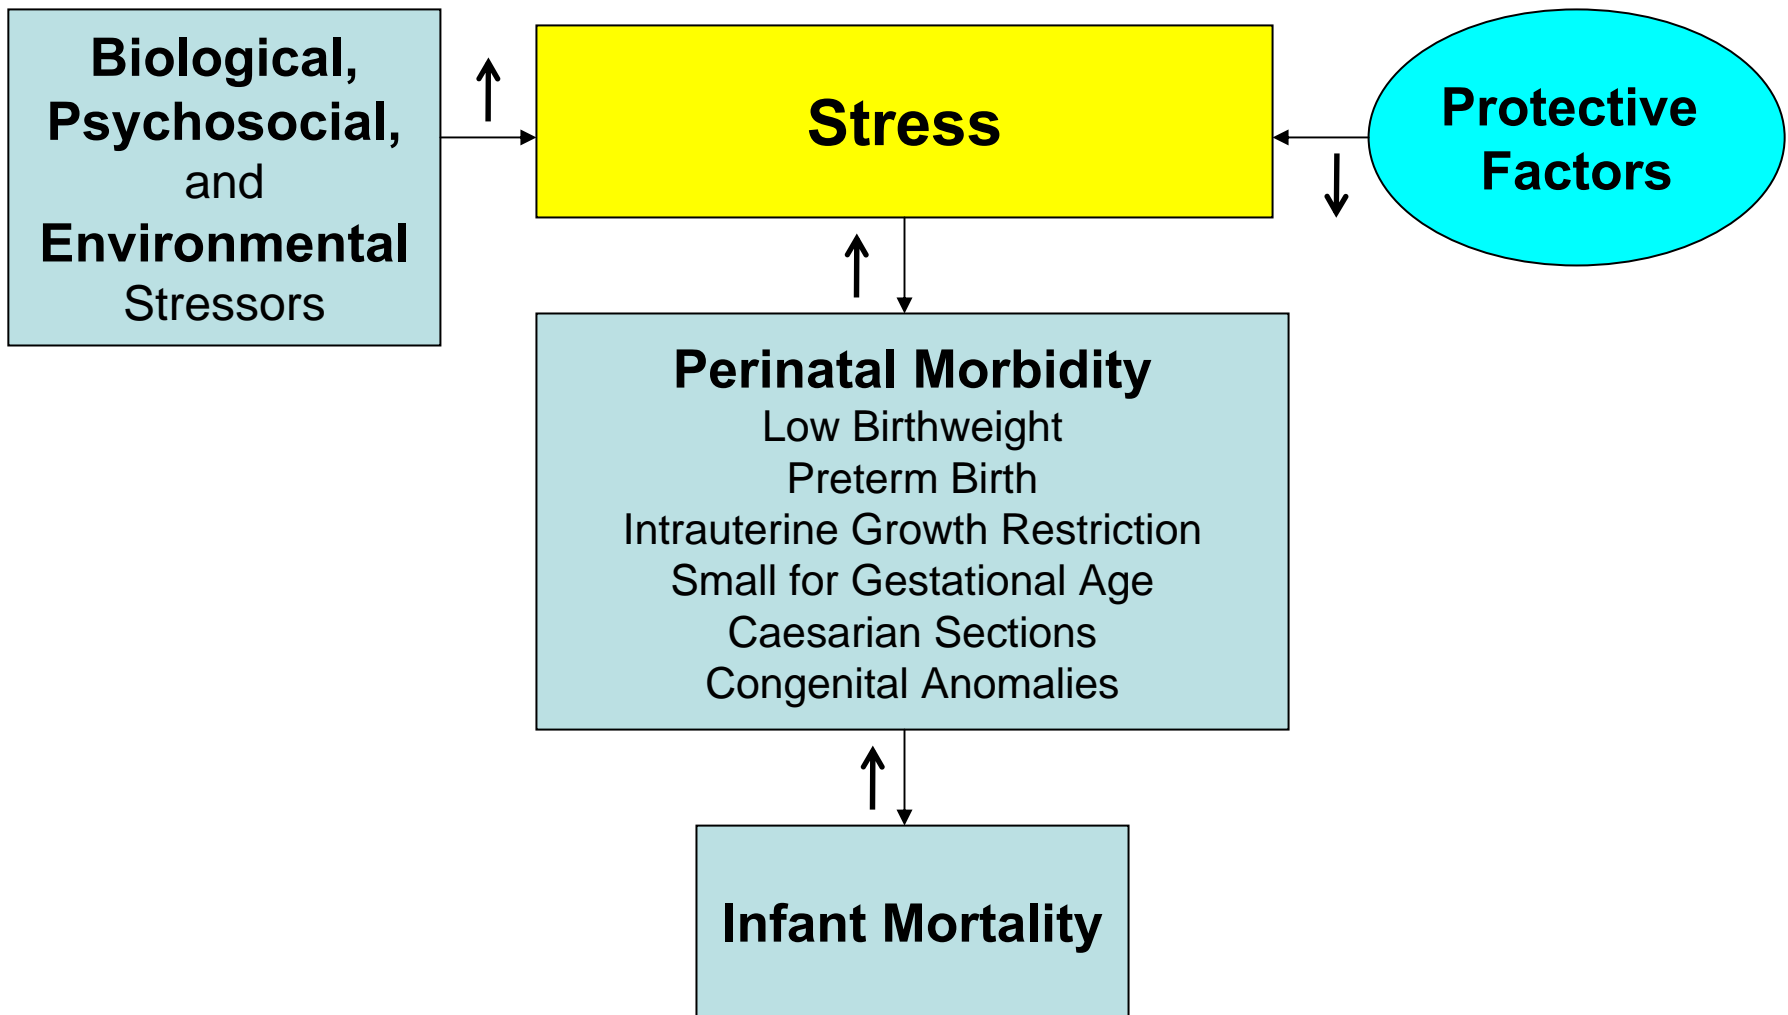 Biological,
Psychosocial,
and
Environmental
Stressors
Stress
Protective
Factors
Perinatal Morbidity
Low Birthweight
Preterm Birth
Intrauterine Growth Restriction
Small for Gestational Age
Caesarian Sections
Congenital Anomalies
Infant Mortality